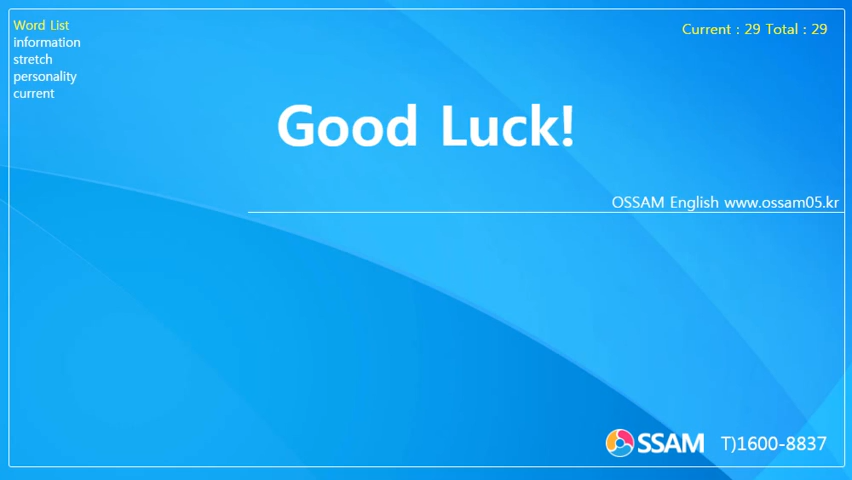 Word List
information
stretch
personality
current
Current : 29 Total : 29
Good Luck!
OSSAM English www.ossam05.kr
OSSAM T)1600-8837